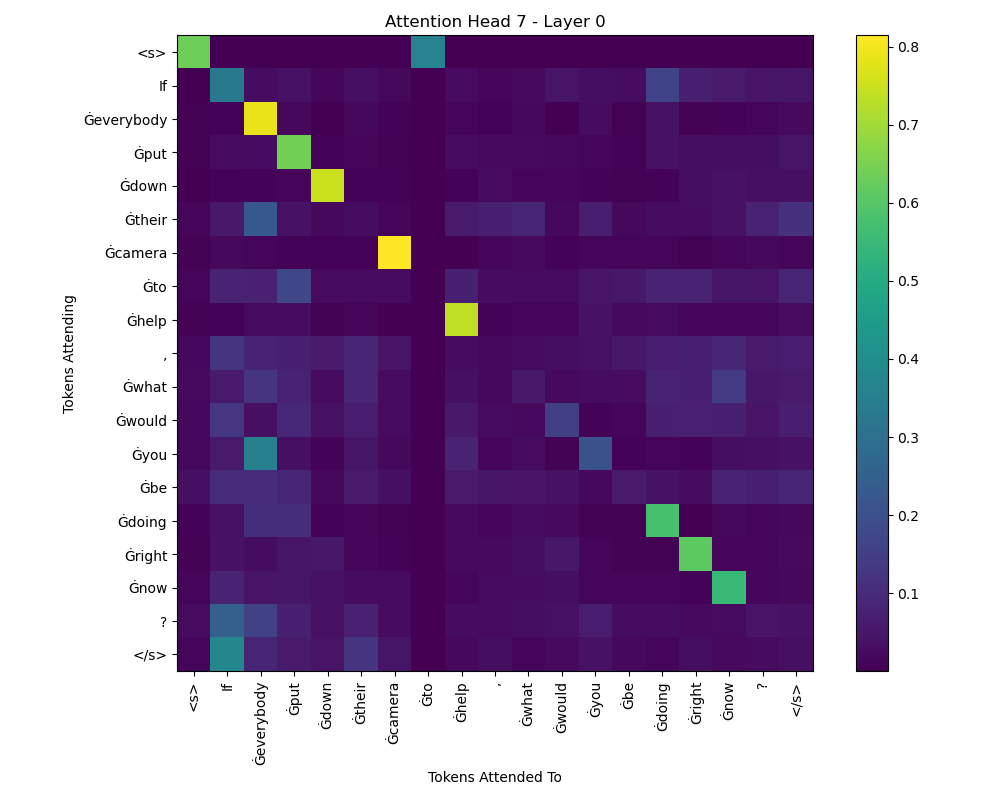 Attention Head 7 - Layer 0
Tokens Attending
<s>
If
Ġeverybody
Ġput
Ġdown
Ġtheir
Ġcamera
Ġto
Ġhelp
,
Ġwhat
Ġwould
Ġyou
Ġbe
Ġdoing
Ġright
Ġnow
?
</s>
<s>
If
Ġeverybody
Ġput
Ġdown
Ġtheir
Ġcamera
Ġto
Ġhelp
,
Ġwhat
Ġwould
Ġyou
Ġbe
Ġdoing
Ġright
Ġnow
?
</s>
Tokens Attended To
0.8
0.7
0.6
0.5
0.4
0.3
0.2
0.1